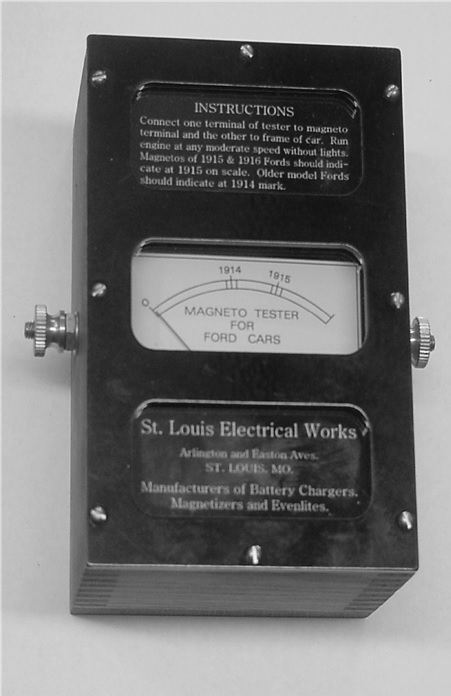 INSTRUCTIONS
Connect one terminal of tester to magneto
terminal and the other to frame of car. Run
engine at any moderate speed without lights.
Magnetos of 1915 & 1916 Fords should indi-
cate at 1915 on scale. Older model Fords
should indicate at 1914 mark.
0 1914 1915
MAGNETO TESTER
FOR
FORD CARS
St. Louis Electrical Works
Arlington and Easton Aves.
ST. LOUIS, MO.
Manufacturers of Battery Chargers,
Magnetizers and Evenlites.